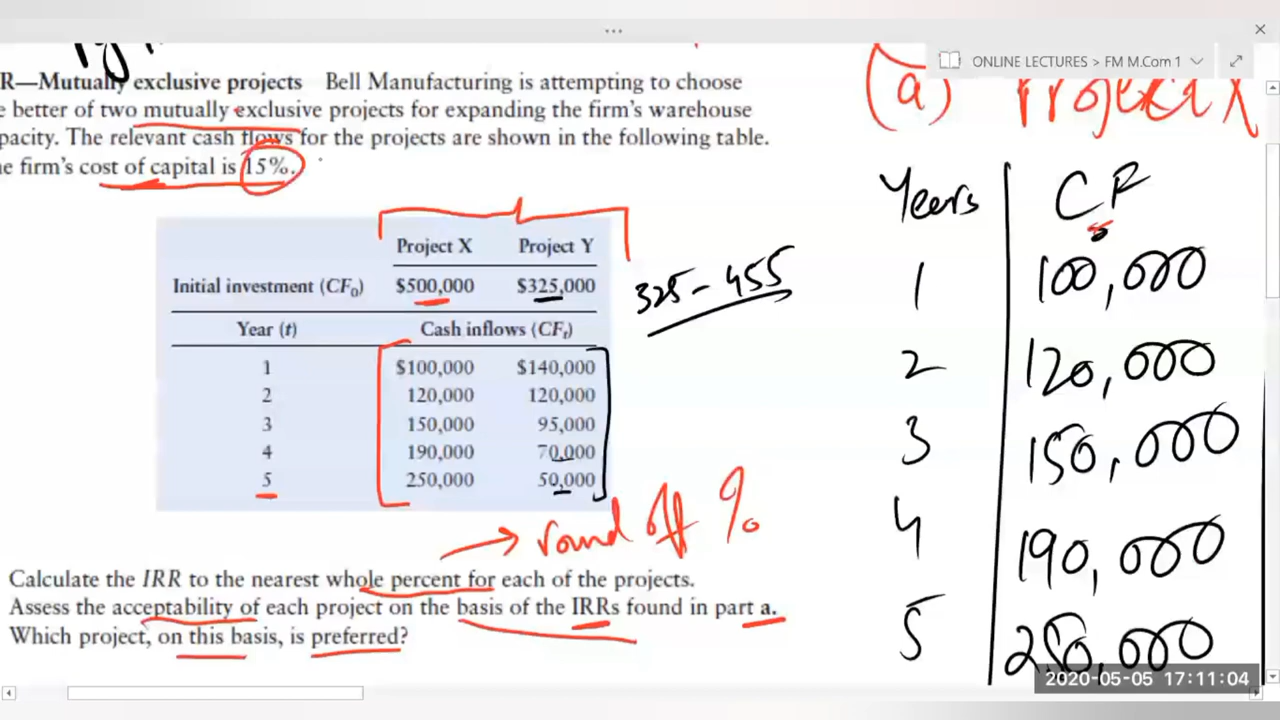 ONLINE LECTURES > FM M.Com 1
R—Mutually exclusive projects Bell Manufacturing is attempting to choose
e better of two mutually exclusive projects for expanding the firm's warehouse
pacity. The relevant cash flows for the projects are shown in the following table.
e firm's cost of capital is 15%.
Project X Project Y
Initial investment (CF₀) $500,000 $325,000
Year (t) Cash inflows (CFₜ)
1 $100,000 $140,000
2 120,000 120,000
3 150,000 95,000
4 190,000 70,000
5 250,000 50,000
325 - 455
→ round off %
Calculate the IRR to the nearest whole percent for each of the projects.
Assess the acceptability of each project on the basis of the IRRs found in part a.
Which project, on this basis, is preferred?
(a) Project X
Years CF
1 100,000
2 120,000
3 150,000
4 190,000
5 250,000
2020-05-05 17:11:04